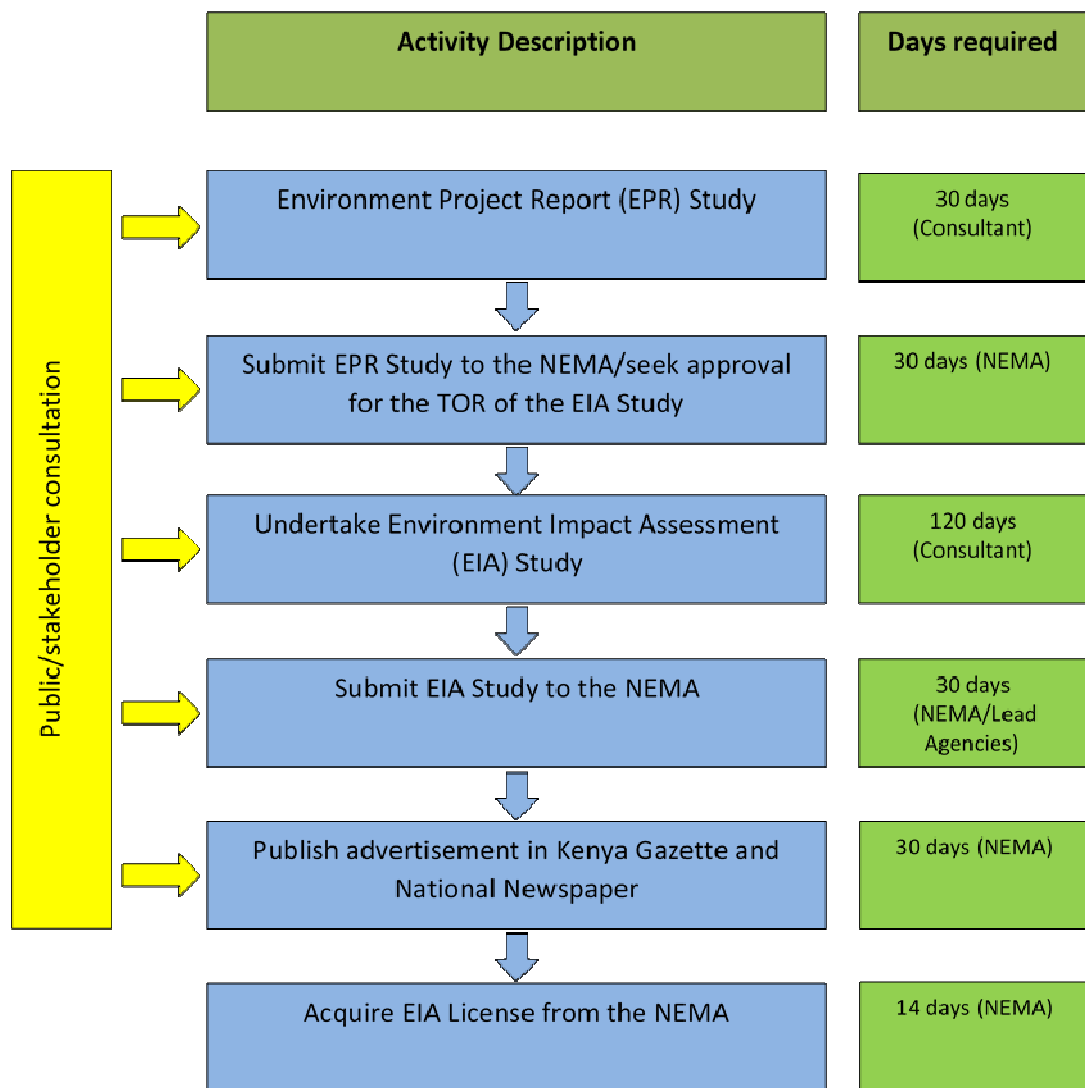 Activity Description
Days required
Public/stakeholder consultation
Environment Project Report (EPR) Study
30 days
(Consultant)
Submit EPR Study to the NEMA/seek approval
for the TOR of the EIA Study
30 days (NEMA)
Undertake Environment Impact Assessment
(EIA) Study
120 days
(Consultant)
Submit EIA Study to the NEMA
30 days
(NEMA/Lead
Agencies)
Publish advertisement in Kenya Gazette and
National Newspaper
30 days (NEMA)
Acquire EIA License from the NEMA
14 days (NEMA)